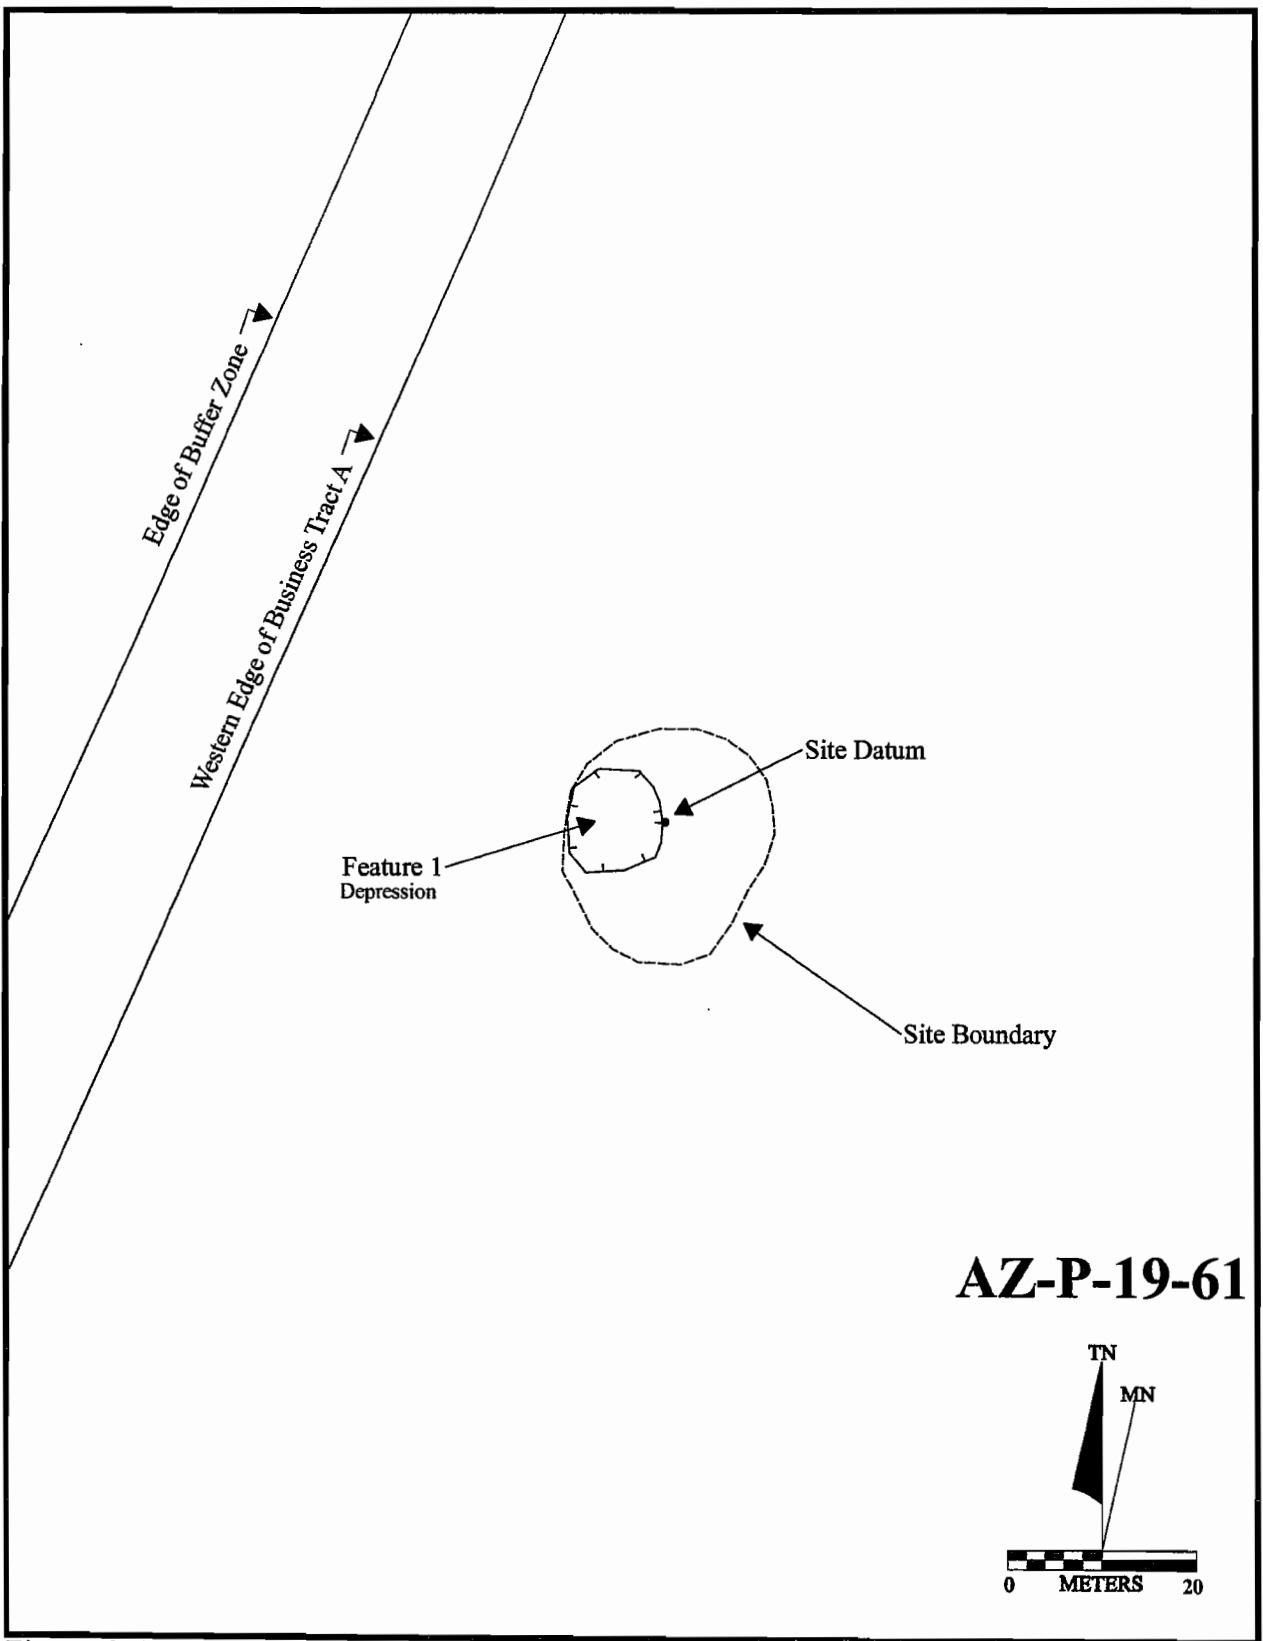 Edge of Buffer Zone
Western Edge of Business Tract A
Site Datum
Feature 1
Depression
Site Boundary
AZ-P-19-61
TN
MN
0 METERS 20